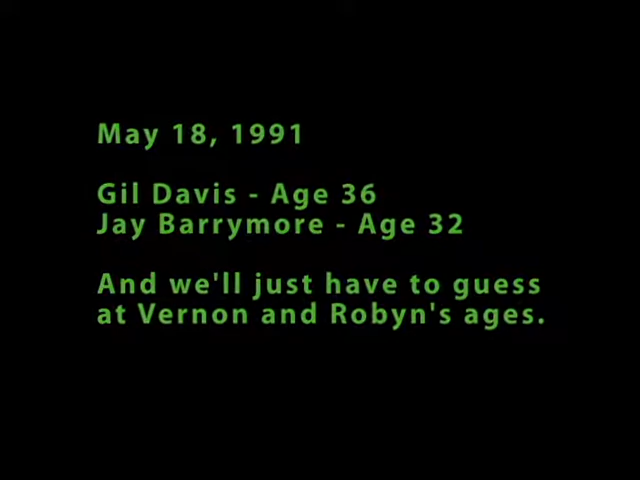 May 18, 1991
Gil Davis - Age 36
Jay Barrymore - Age 32
And we'll just have to guess
at Vernon and Robyn's ages.